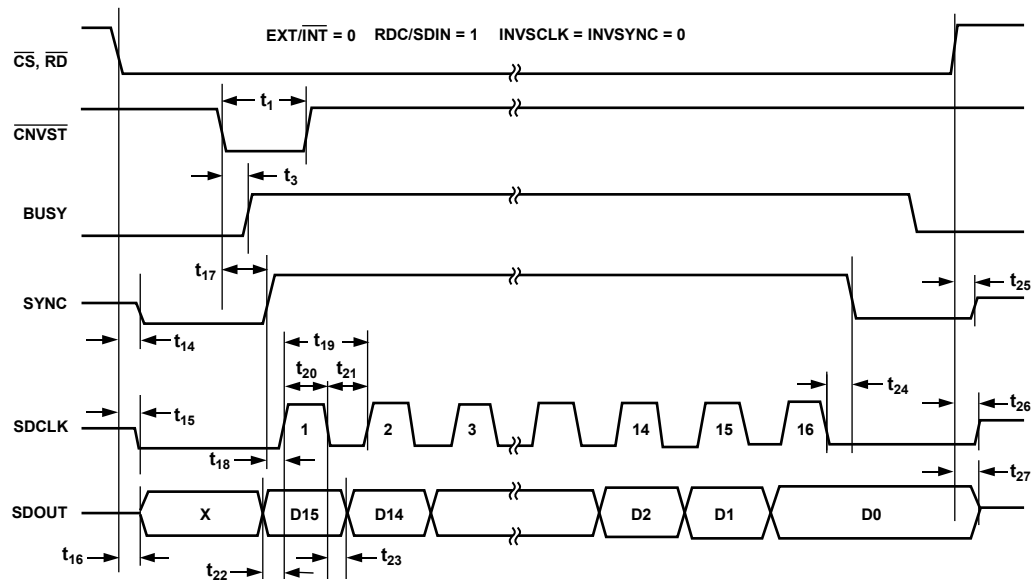 EXT/INT = 0 RDC/SDIN = 1 INVSCLK = INVSYNC = 0
CS, RD
t1
CNVST
t3
BUSY
t17
SYNC
t25
t14
t19
t20 t21
t24
t15
t26
SDCLK
1 2 3 14 15 16
t18
t27
SDOUT
X D15 D14 D2 D1 D0
t16
t22
t23